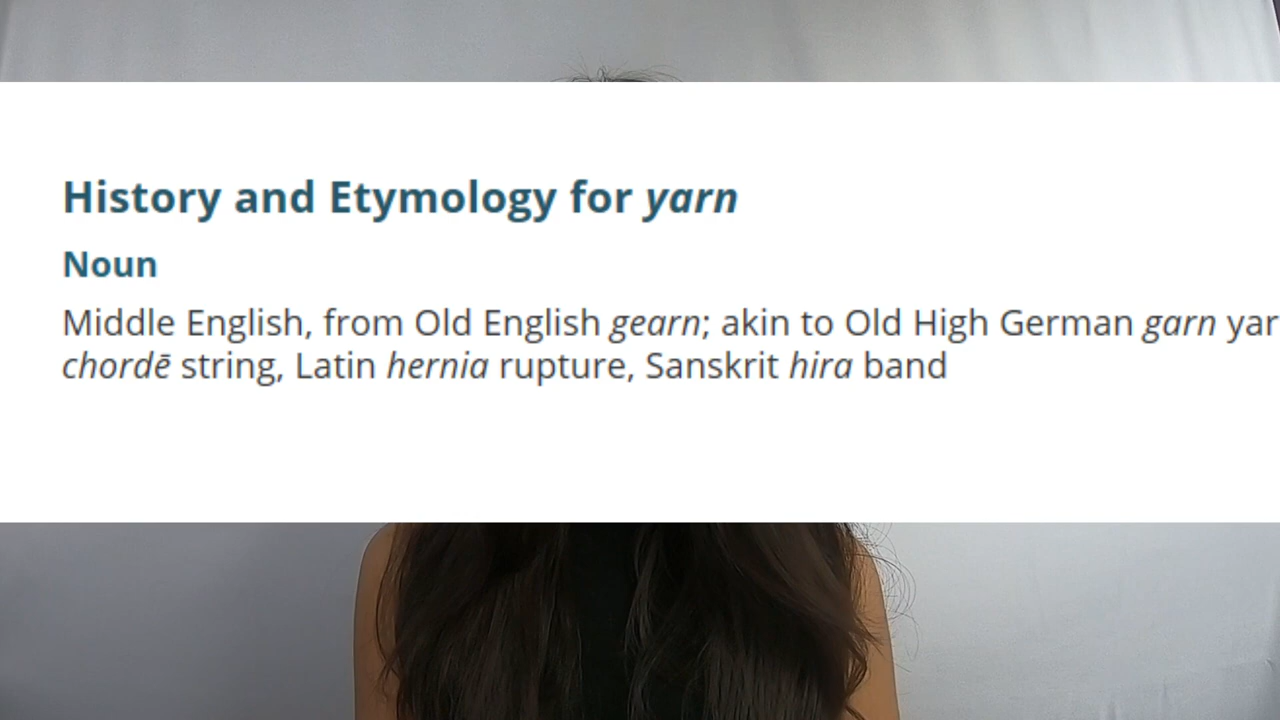 History and Etymology for yarn
Noun
Middle English, from Old English gearn; akin to Old High German garn
chordē string, Latin hernia rupture, Sanskrit hira band